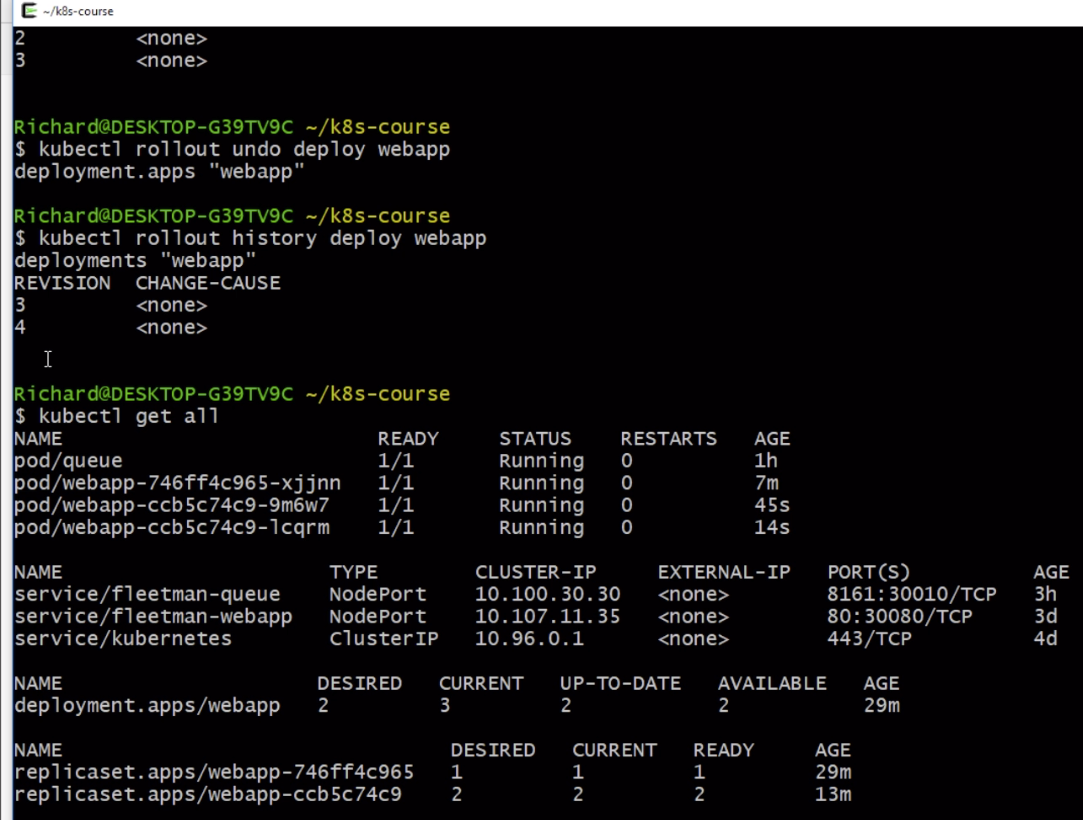 ~/k8s-course
2 <none>
3 <none>
Richard@DESKTOP-G39TV9C ~/k8s-course
$ kubectl rollout undo deploy webapp
deployment.apps "webapp"
Richard@DESKTOP-G39TV9C ~/k8s-course
$ kubectl rollout history deploy webapp
deployments "webapp"
REVISION CHANGE-CAUSE
3 <none>
4 <none>
Richard@DESKTOP-G39TV9C ~/k8s-course
$ kubectl get all
NAME READY STATUS RESTARTS AGE
pod/queue 1/1 Running 0 1h
pod/webapp-746ff4c965-xjjnn 1/1 Running 0 7m
pod/webapp-ccb5c74c9-9m6w7 1/1 Running 0 45s
pod/webapp-ccb5c74c9-lcqrm 1/1 Running 0 14s
NAME TYPE CLUSTER-IP EXTERNAL-IP PORT(S) AGE
service/fleetman-queue NodePort 10.100.30.30 <none> 8161:30010/TCP 3h
service/fleetman-webapp NodePort 10.107.11.35 <none> 80:30080/TCP 3d
service/kubernetes ClusterIP 10.96.0.1 <none> 443/TCP 4d
NAME DESIRED CURRENT UP-TO-DATE AVAILABLE AGE
deployment.apps/webapp 2 3 2 2 29m
NAME DESIRED CURRENT READY AGE
replicaset.apps/webapp-746ff4c965 1 1 1 29m
replicaset.apps/webapp-ccb5c74c9 2 2 2 13m